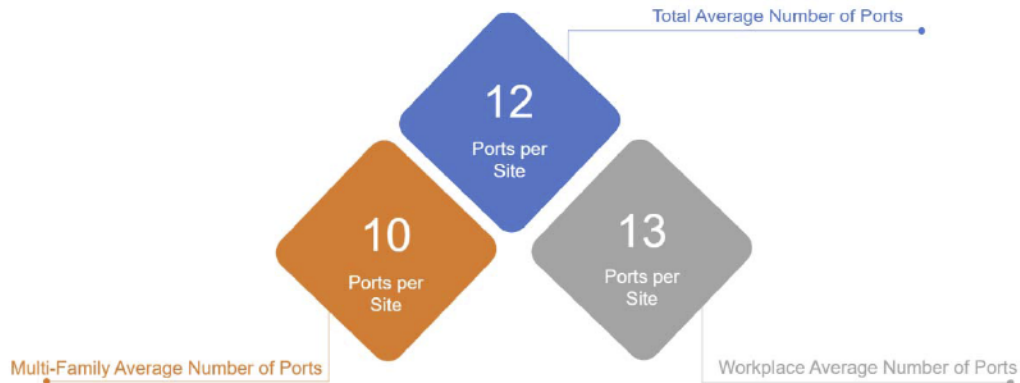 Total Average Number of Ports
12
Ports per
Site
10
Ports per
Site
13
Ports per
Site
Multi-Family Average Number of Ports
Workplace Average Number of Ports